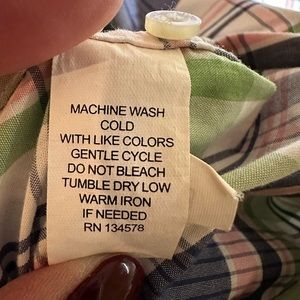 MACHINE WASH
COLD
WITH LIKE COLORS
GENTLE CYCLE
DO NOT BLEACH
TUMBLE DRY LOW
WARM IRON
IF NEEDED
RN 134578